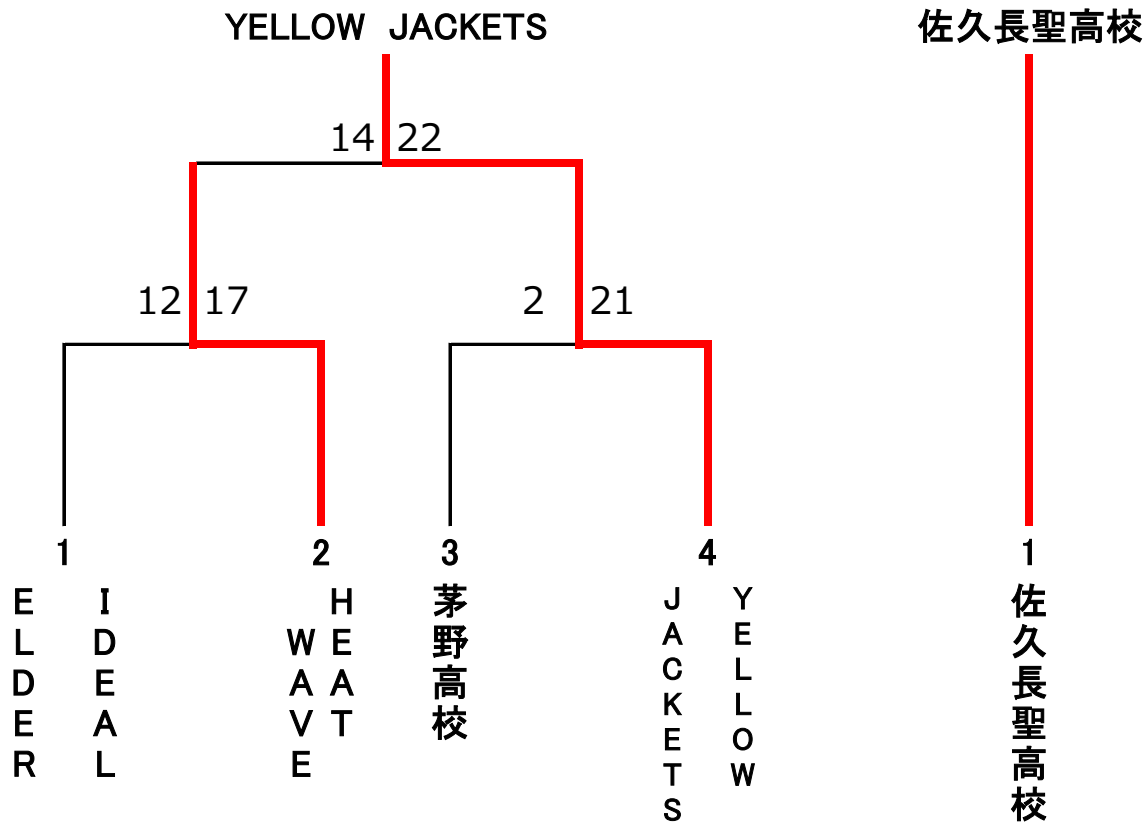 YELLOW JACKETS
佐久長聖高校
14 22
12 17
2 21
1
2
3
4
1
IDEAL
ELDER
HEAT
WAVE
茅野高校
YELLOW
JACKETS
佐久長聖高校